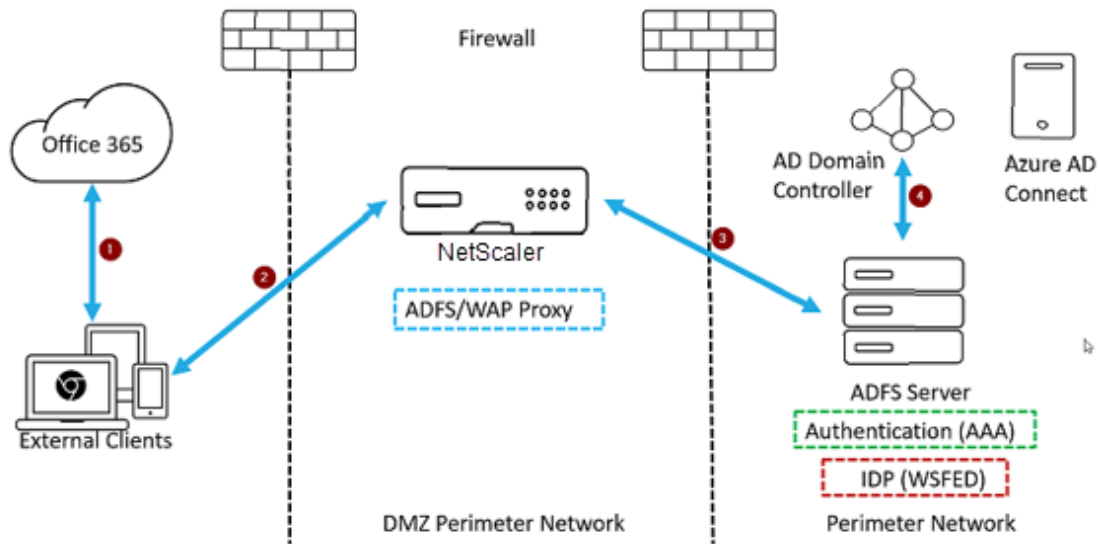 Firewall
Office 365
AD Domain
Controller
Azure AD
Connect
1
2
3
4
NetScaler
ADFS/WAP Proxy
External Clients
ADFS Server
Authentication (AAA)
IDP (WSFED)
DMZ Perimeter Network
Perimeter Network